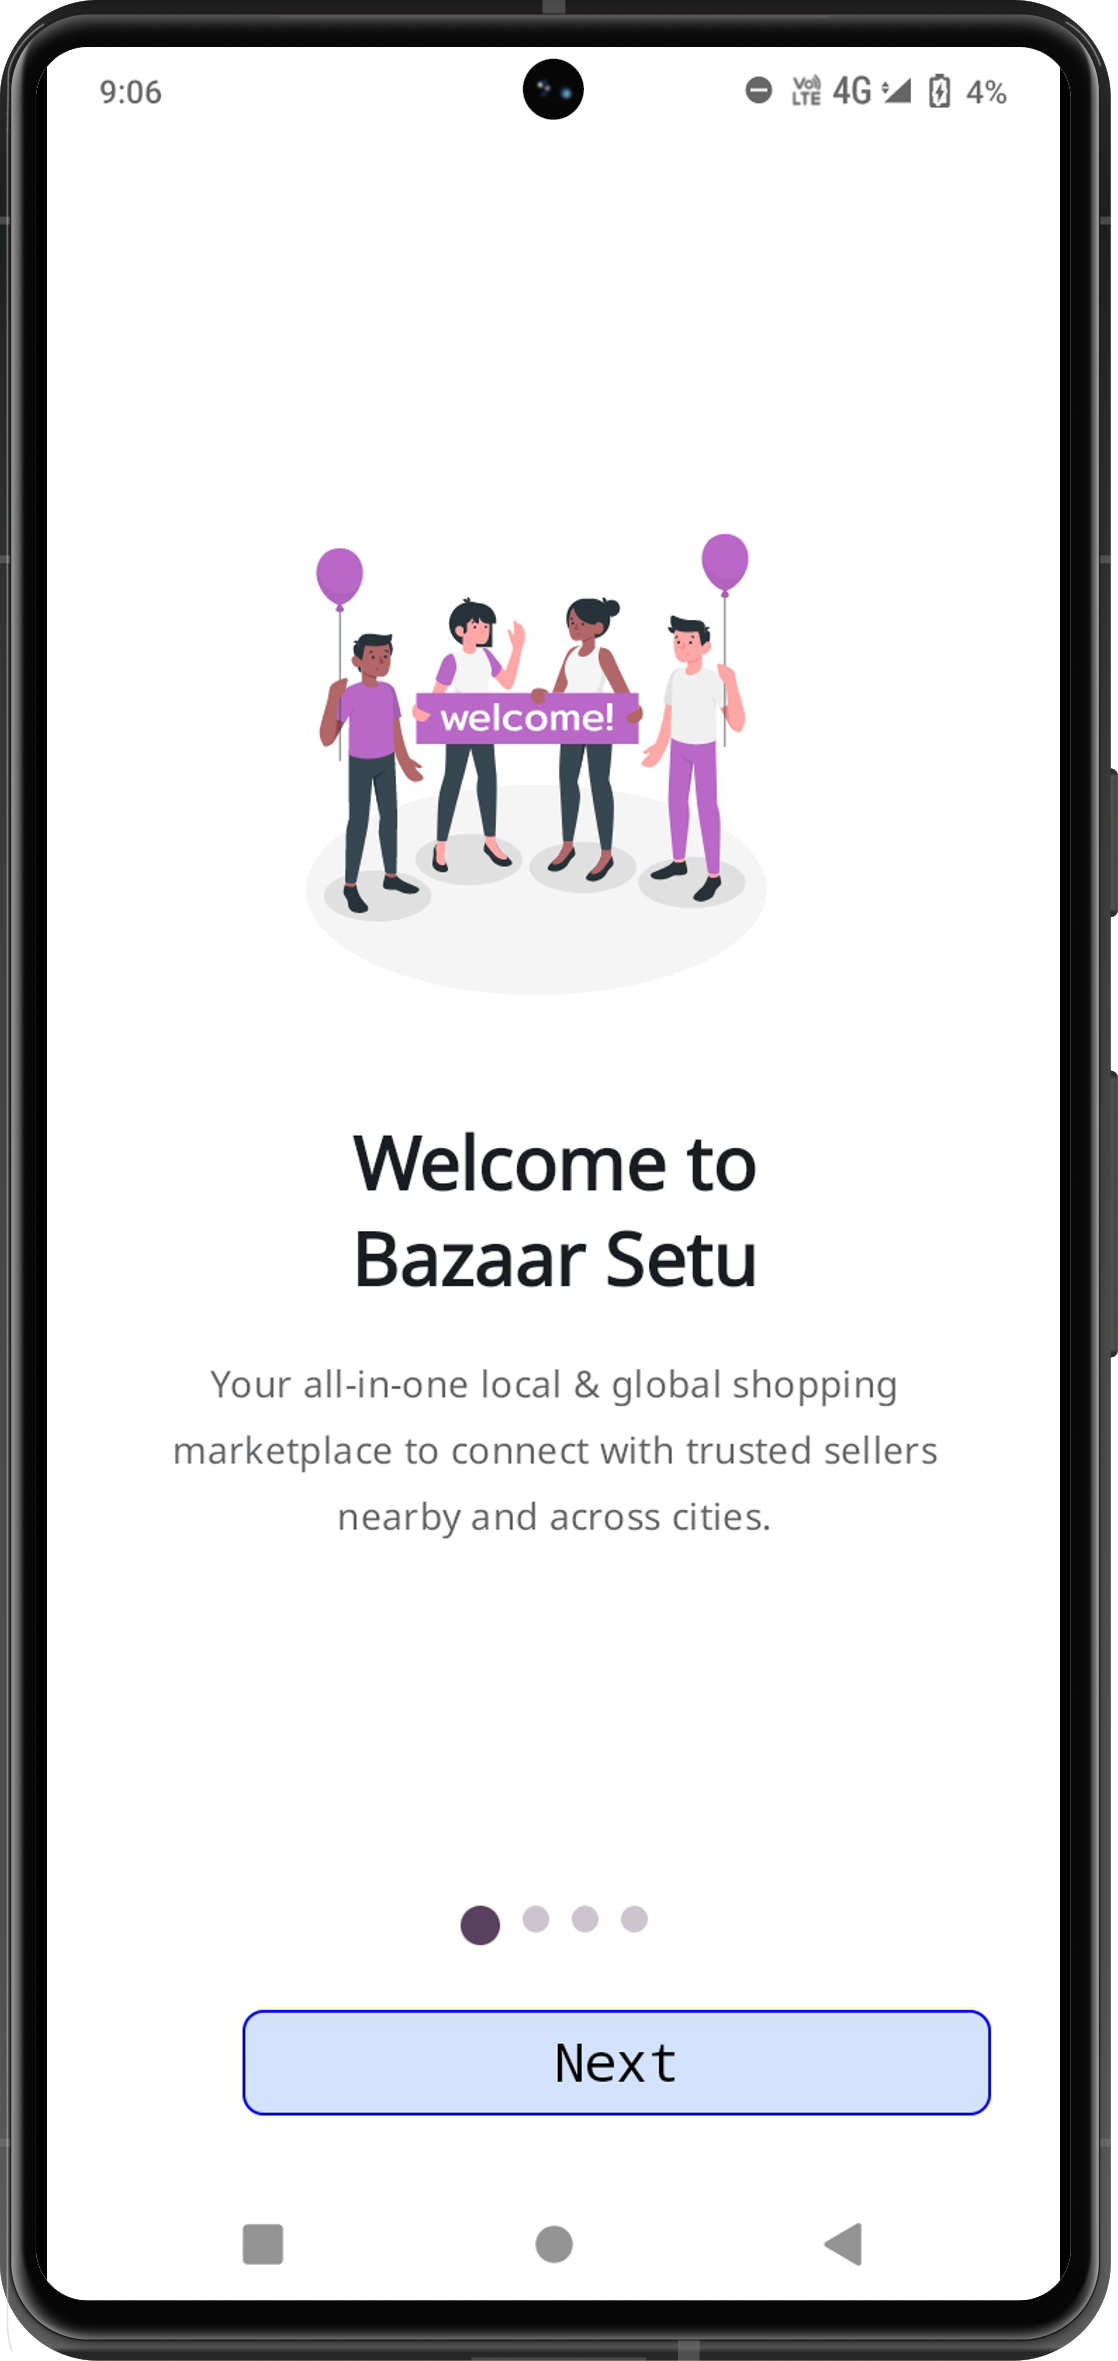 9:06 Vo) LTE 4G 4%
welcome!
Welcome to
Bazaar Setu
Your all-in-one local & global shopping
marketplace to connect with trusted sellers
nearby and across cities.
Next